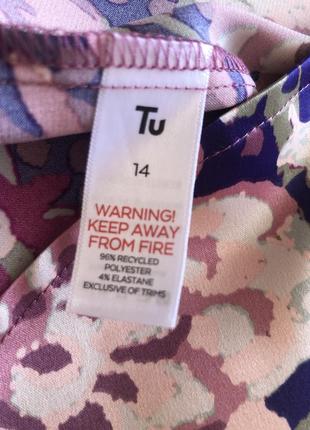 Tu
14
WARNING!
KEEP AWAY
FROM FIRE
96% RECYCLED
POLYESTER
4% ELASTANE
EXCLUSIVE OF TRIMS